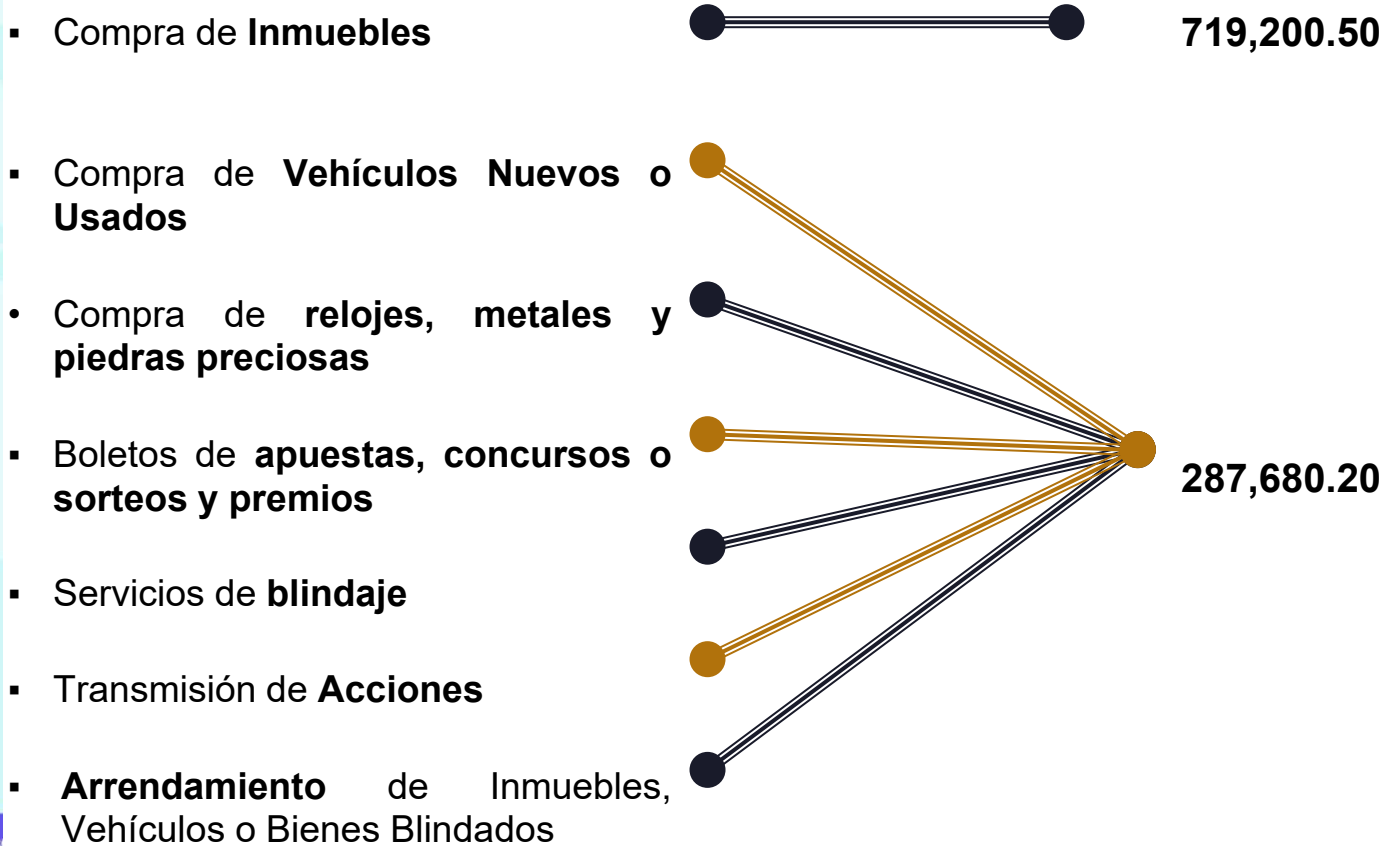 ▪ Compra de Inmuebles 719,200.50
▪ Compra de Vehículos Nuevos o
Usados
• Compra de relojes, metales y
piedras preciosas
▪ Boletos de apuestas, concursos o
sorteos y premios
287,680.20
▪ Servicios de blindaje
▪ Transmisión de Acciones
▪ Arrendamiento de Inmuebles,
Vehículos o Bienes Blindados